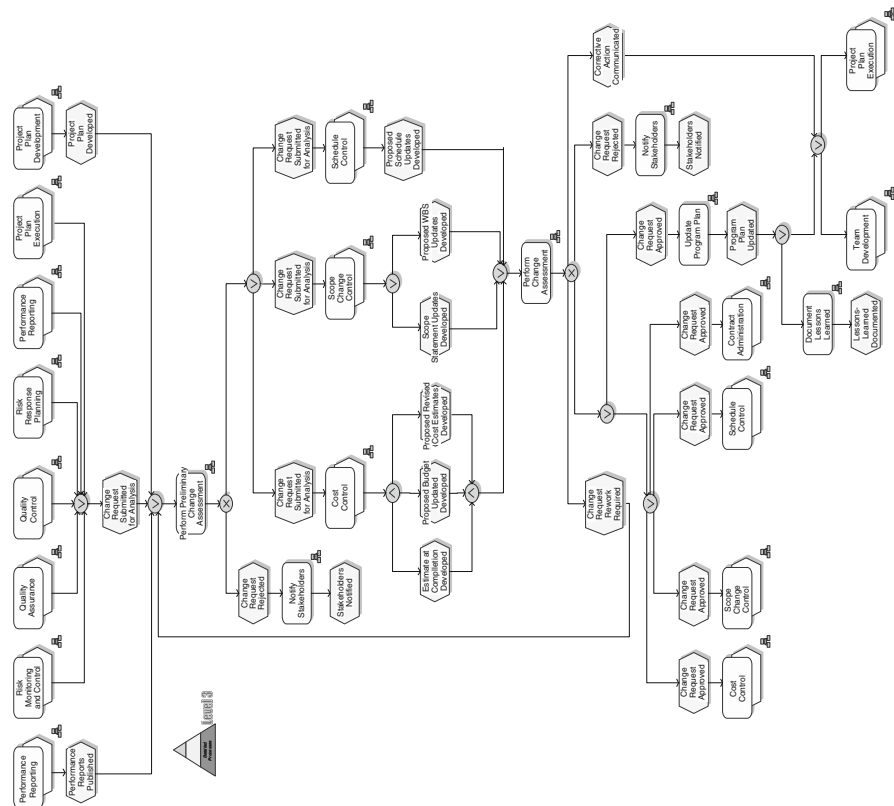 Project
Plan
Development
Project
Plan
Developed
Project
Plan
Execution
Performance
Reporting
Risk
Response
Planning
Quality
Control
Quality
Assurance
Risk
Monitoring
and Control
Performance
Reporting
Performance
Reports
Published
Change
Request
Submitted
for Analysis
Perform Preliminary
Change
Assessment
Change
Request
Rejected
Notify
Stakeholders
Stakeholders
Notified
Change
Request
Submitted
for Analysis
Schedule
Control
Proposed
Schedule
Updates
Developed
Change
Request
Submitted
for Analysis
Scope
Change
Control
Proposed WBS
Updates
Developed
Scope
Statement Updates
Developed
Change
Request
Submitted
for Analysis
Cost
Control
Proposed Revised
(Cost Estimates)
Developed
Proposed Budget
Updated
Developed
Estimate at
Compiletion
Developed
Perform
Change
Assessment
Corrective
Action
Communicated
Change
Request
Rejected
Notify
Stakeholders
Stakeholders
Notified
Change
Request
Approved
Update
Program Plan
Program
Plan
Updated
Project
Plan
Execution
Team
Development
Document
Lessons
Learned
Lessons-
Learned
Documented
Change
Request
Rework
Required
Change
Request
Approved
Contract
Administration
Change
Request
Approved
Schedule
Control
Change
Request
Approved
Scope
Change
Control
Change
Request
Approved
Cost
Control
Level 3